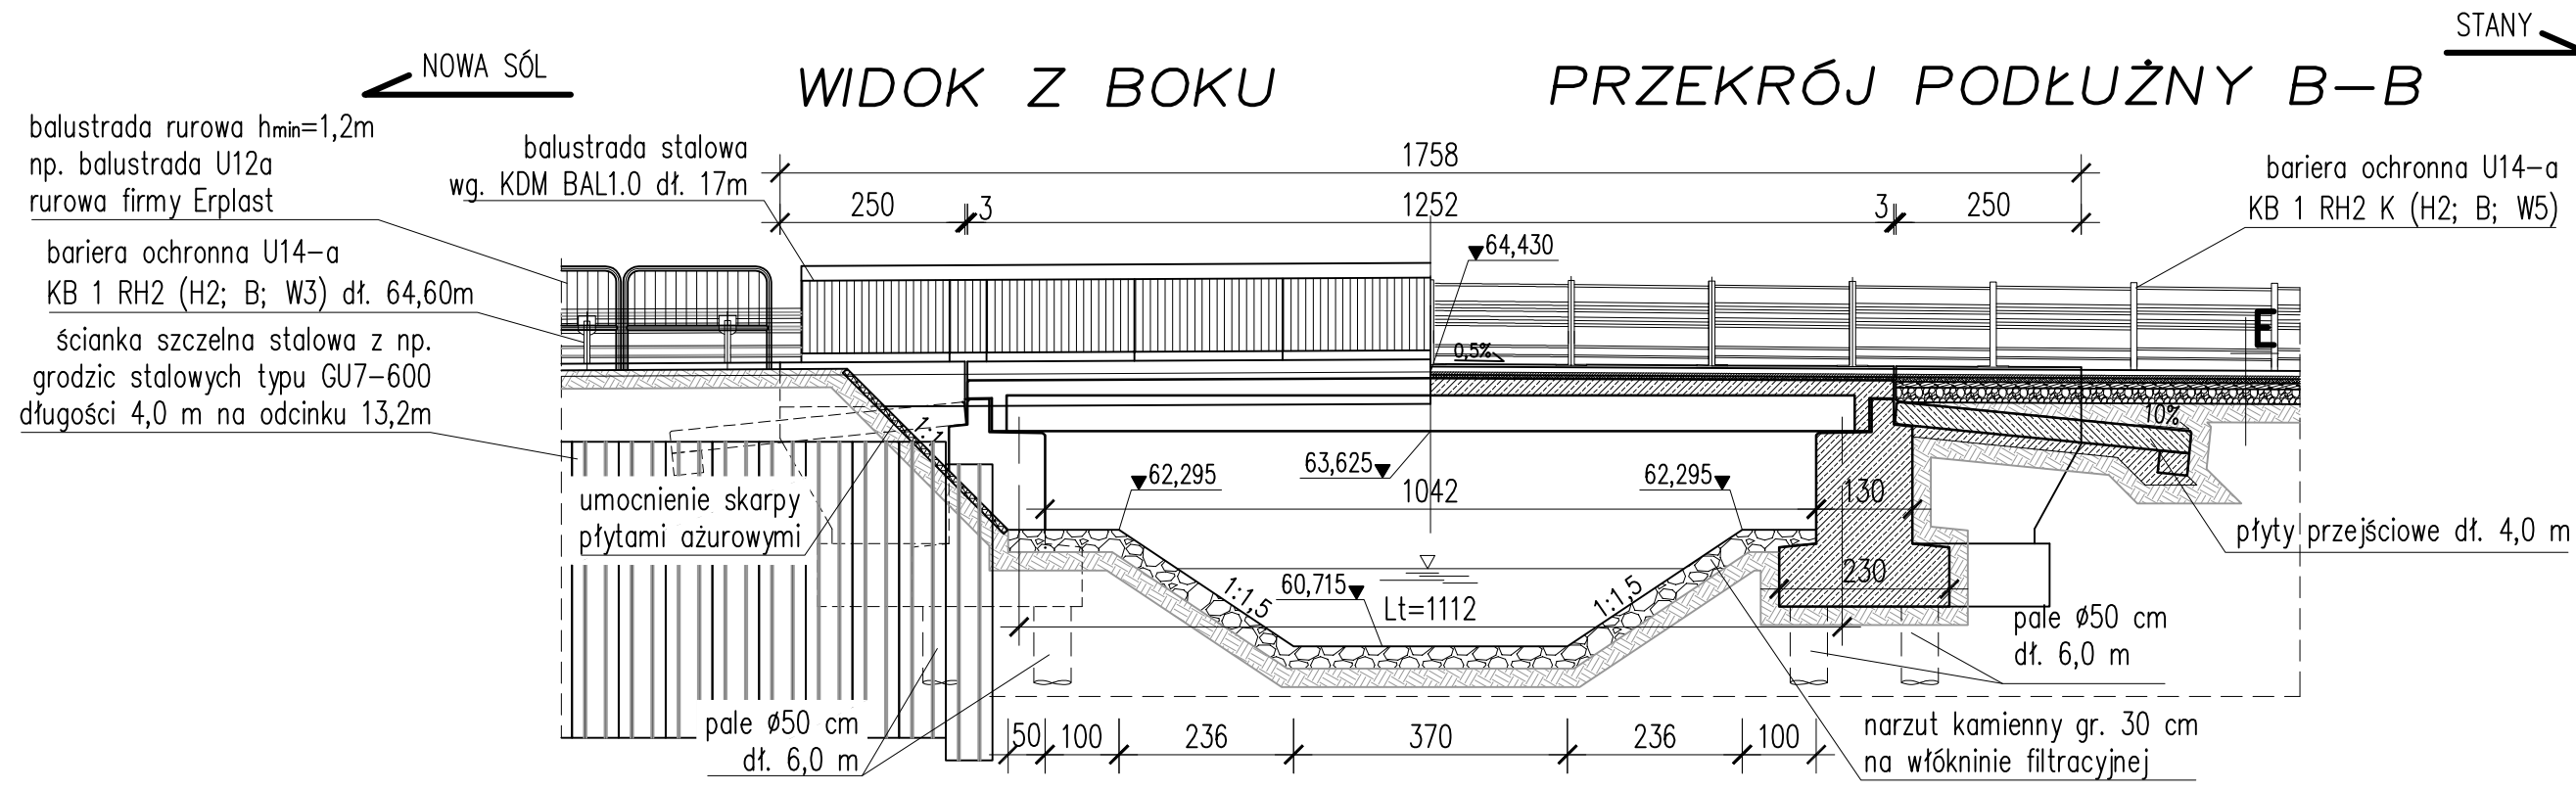 STANY
NOWA SÓL
WIDOK Z BOKU
PRZEKRÓJ PODŁUŻNY B-B
balustrada rurowa hmin=1,2m
np. balustrada U12a
rurowa firmy Erplast
balustrada stalowa
wg. KDM BAL1.0 dł. 17m
1758
250
3
1252
3
250
bariera ochronna U14-a
KB 1 RH2 K (H2; B; W5)
bariera ochronna U14-a
KB 1 RH2 (H2; B; W3) dł. 64,60m
64,430
ścianka szczelna stalowa z np.
grodzic stalowych typu GU7-600
długości 4,0 m na odcinku 13,2m
0,5%
E
10%
1:1
umocnienie skarpy
płytami ażurowymi
62,295
63,625
62,295
1042
130
płyty przejściowe dł. 4,0 m
1:1,5
60,715
Lt=1112
1:1,5
230
pale ø50 cm
dł. 6,0 m
pale ø50 cm
dł. 6,0 m
50
100
236
370
236
100
narzut kamienny gr. 30 cm
na włókninie filtracyjnej